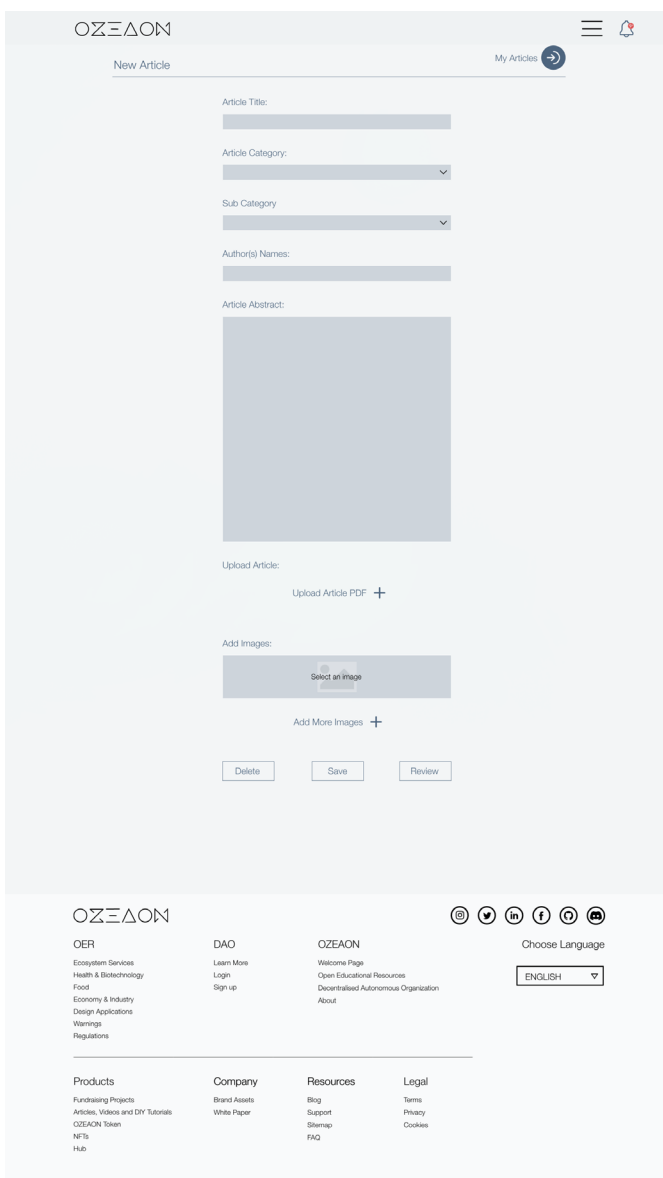 OZEAON
My Articles
New Article
Article Title:
Article Category:
Sub Category
Author(s) Names:
Article Abstract:
Upload Article:
Upload Article PDF +
Add Images:
Select an image
Add More Images +
Delete Save Review
OZEAON
OER DAO OZEAON Choose Language
Ecosystem Services Learn More Welcome Page
Health & Biotechnology Login Open Educational Resources
Food Sign up Decentralised Autonomous Organization
Economy & Industry About
ENGLISH
Design Applications
Warnings
Regulations
Products Company Resources Legal
Fundraising Projects Brand Assets Blog Terms
Articles, Videos and DIY Tutorials White Paper Support Privacy
OZEAON Token Sitemap Cookies
NFTs FAQ
Hub